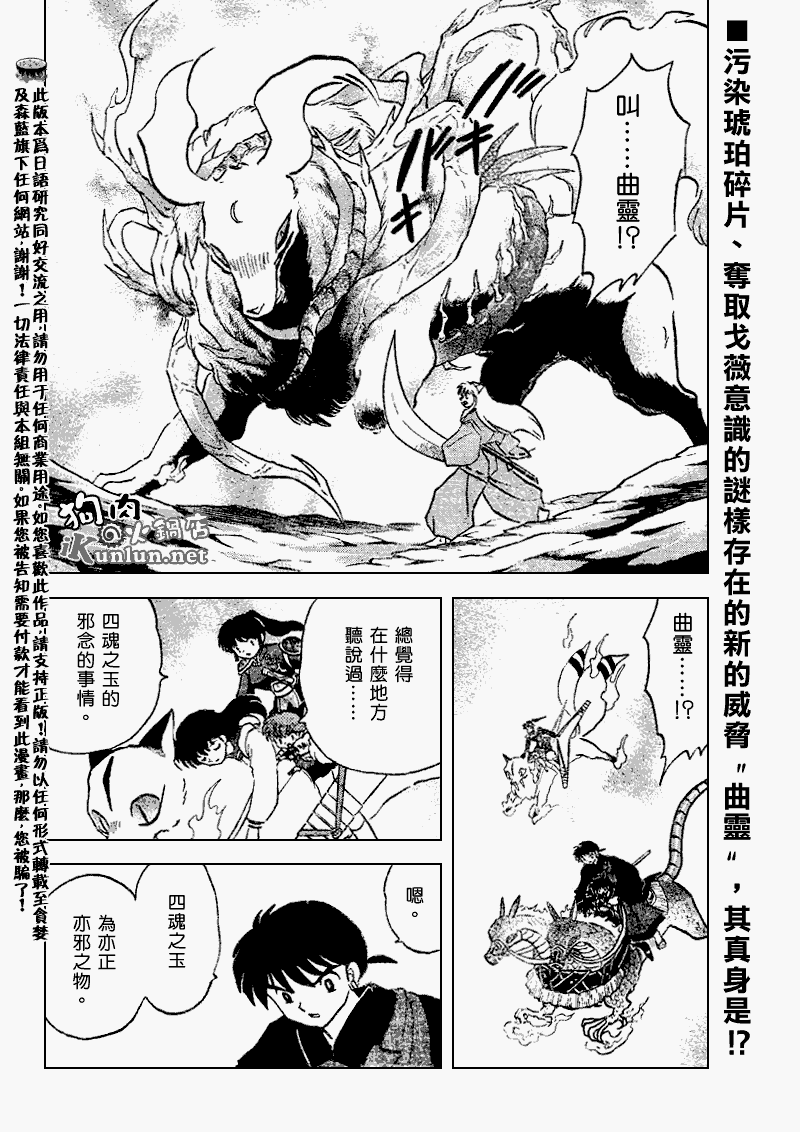 ■污染琥珀碎片、奪取戈薇意識的謎樣存在的新的威脅〝曲靈〞，其真身是!?
叫……曲靈!?
曲靈……!?
總覺得
在什麼地方
聽說過……
四魂之玉的
邪念的事情。
嗯。
四魂之玉
為亦正
亦邪之物。
此版本爲日語研究同好交流之用，請勿用于任何商業用途。如您喜歡此作品，請支持正版！請勿以任何形式轉載至貪婪
及森藍旗下任何網站，謝謝！一切法律責任與本組無關。如果您被告知需要付款才能看到此漫畫，那麼，您被騙了！
狗肉@火鍋店
iKunlun.net